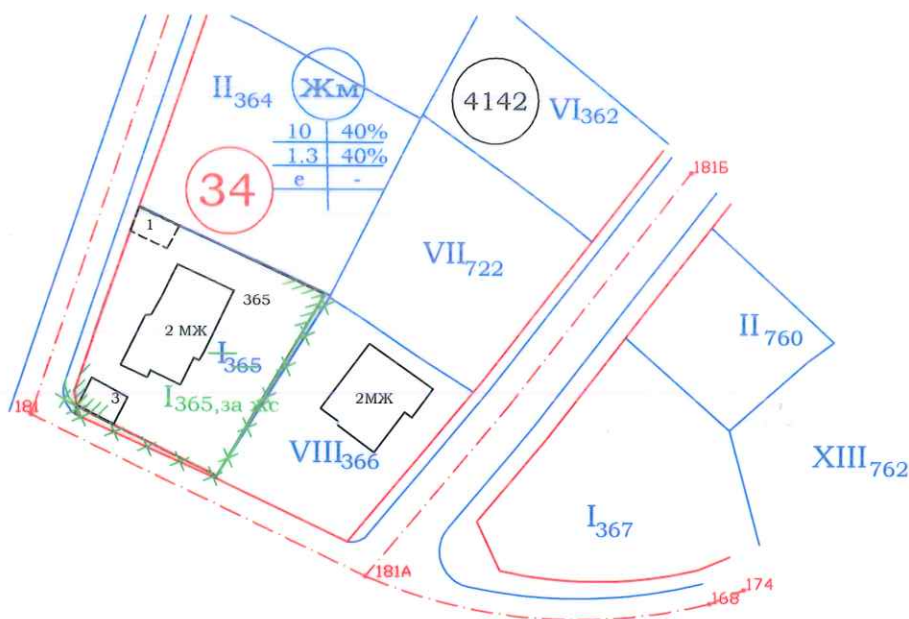 II364
Жм
4142
VI362
10 40%
1.3 40%
е -
34
181Б
1
VII722
365
2 МЖ
I365
II760
3
I365,за жс
2МЖ
181
VIII366
XIII762
I367
181А
174
168